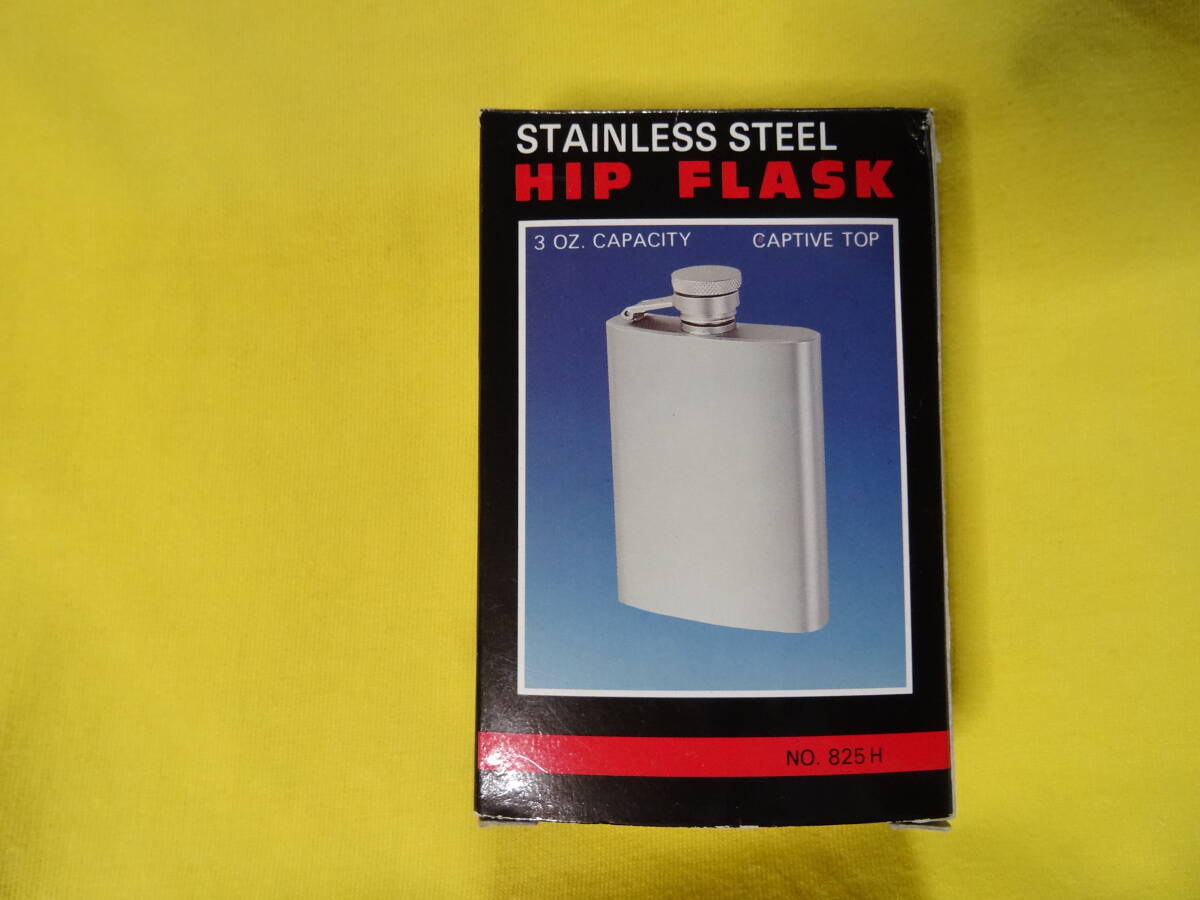 STAINLESS STEEL
HIP FLASK
3 OZ. CAPACITY CAPTIVE TOP
NO. 825 H